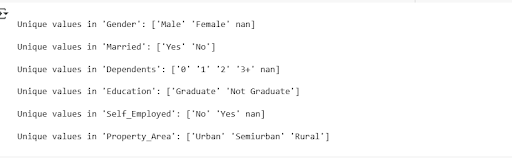 Unique values in 'Gender': ['Male' 'Female' nan]
Unique values in 'Married': ['Yes' 'No']
Unique values in 'Dependents': ['0' '1' '2' '3+' nan]
Unique values in 'Education': ['Graduate' 'Not Graduate']
Unique values in 'Self_Employed': ['No' 'Yes' nan]
Unique values in 'Property_Area': ['Urban' 'Semiurban' 'Rural']